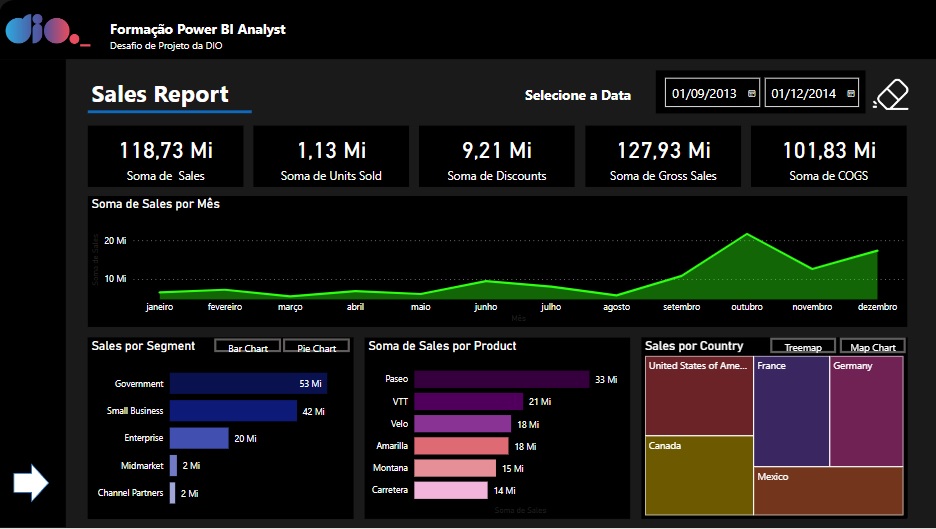 dio.
Formação Power BI Analyst
Desafio de Projeto da DIO
Sales Report
Selecione a Data
01/09/2013
01/12/2014
118,73 Mi
Soma de Sales
1,13 Mi
Soma de Units Sold
9,21 Mi
Soma de Discounts
127,93 Mi
Soma de Gross Sales
101,83 Mi
Soma de COGS
Soma de Sales por Mês
Soma de Sales
20 Mi
10 Mi
janeiro
fevereiro
março
abril
maio
junho
julho
agosto
setembro
outubro
novembro
dezembro
Mês
Sales por Segment
Bar Chart
Pie Chart
Government
53 Mi
Small Business
42 Mi
Enterprise
20 Mi
Midmarket
2 Mi
Channel Partners
2 Mi
Soma de Sales por Product
Paseo
33 Mi
VTT
21 Mi
Velo
18 Mi
Amarilla
18 Mi
Montana
15 Mi
Carretera
14 Mi
Soma de Sales
Sales por Country
Treemap
Map Chart
United States of Ame...
France
Germany
Canada
Mexico